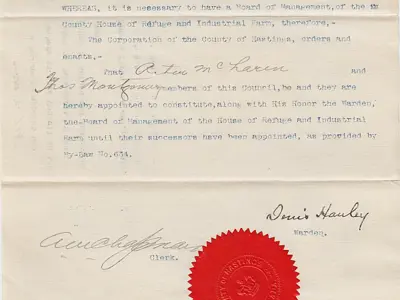 WHEREAS, it is necessary to have a Board of Management, of the
County House of Refuge and Industrial Farm, therefore,-
The Corporation of the County of Hastings, orders and
enacts,-
That McLaren and
Thos Montgomery members of this Council, be and they are
hereby appointed to constitute, along with His Honor the Warden,
the Board of Management of the House of Refuge and Industrial
Farm until their successors have been appointed, as provided by
By-Law No. 634.
Denis Hanley
Warden.
Clerk.
HASTINGS